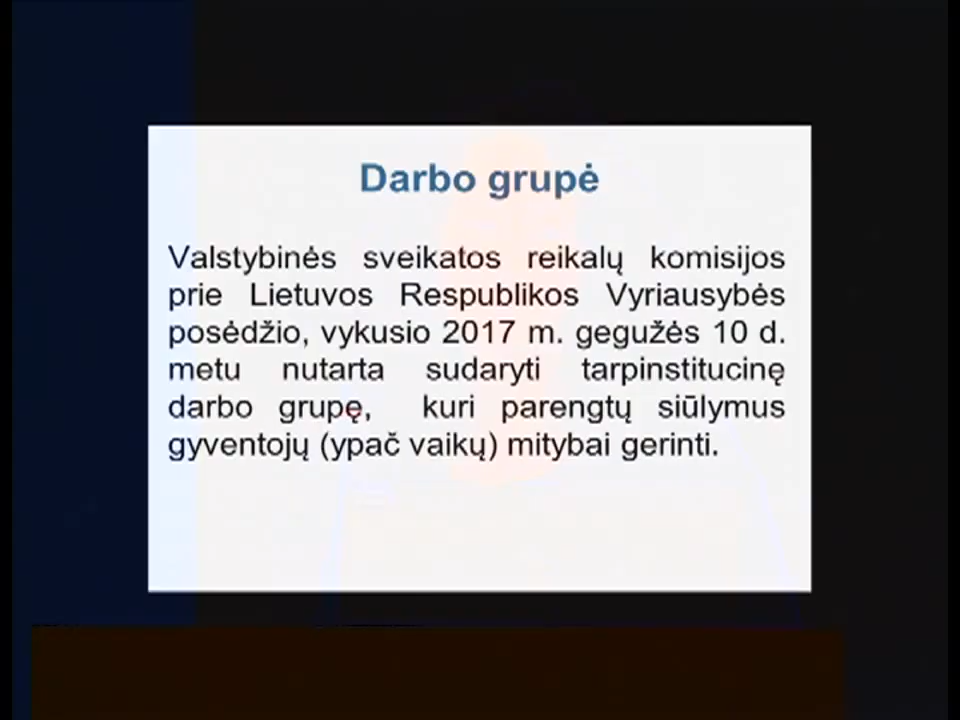 Darbo grupė
Valstybinės sveikatos reikalų komisijos
prie Lietuvos Respublikos Vyriausybės
posėdžio, vykusio 2017 m. gegužės 10 d.
metu nutarta sudaryti tarpinstitucinę
darbo grupę, kuri parengtų siūlymus
gyventojų (ypač vaikų) mitybai gerinti.